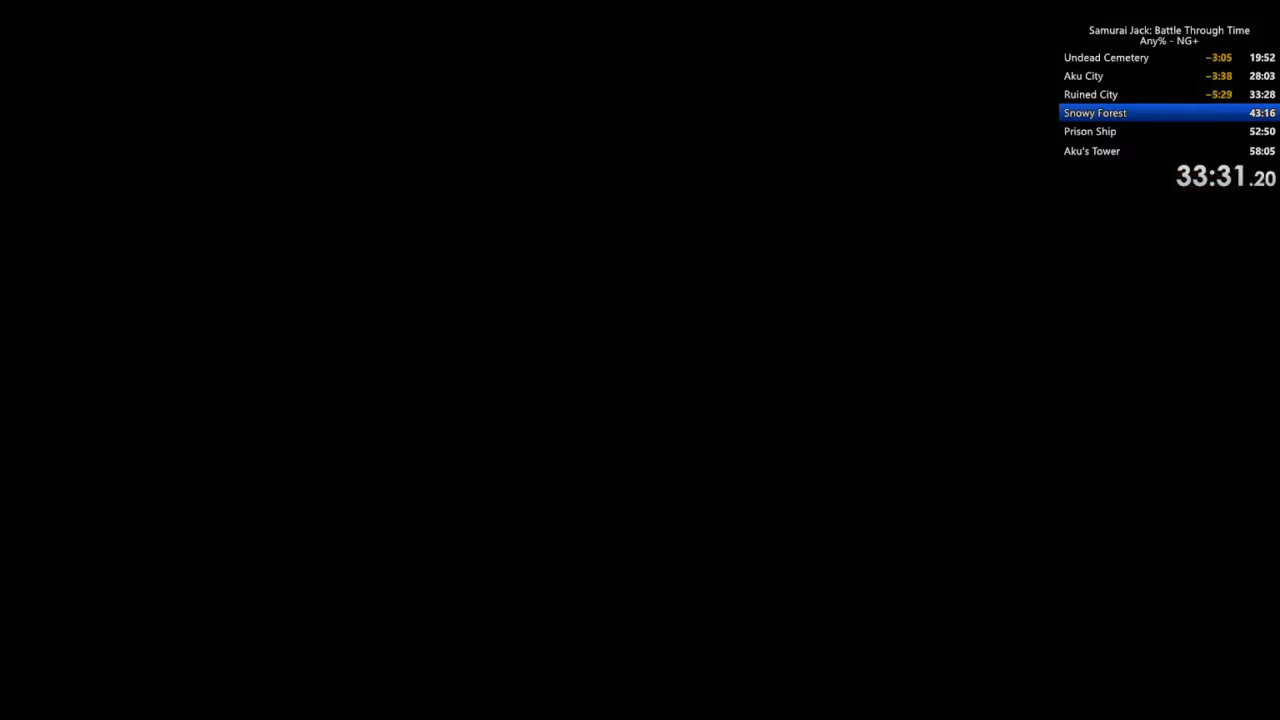 Samurai Jack: Battle Through Time
Any% - NG+
Undead Cemetery −3:05 19:52
Aku City −3:38 28:03
Ruined City −5:29 33:28
Snowy Forest 43:16
Prison Ship 52:50
Aku's Tower 58:05
33:31.20